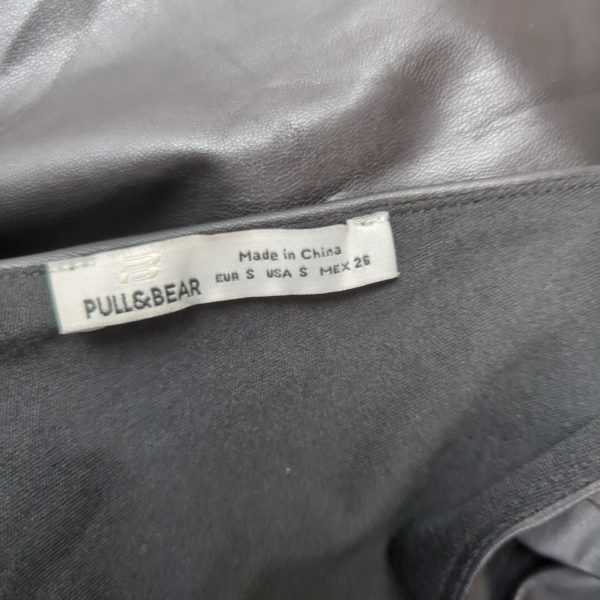 Made in China
EUR S USA S MEX 26
PULL&BEAR